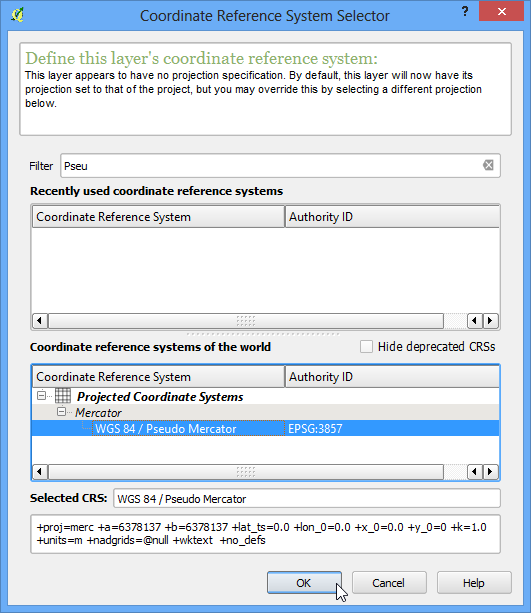 Coordinate Reference System Selector ? ×
Define this layer's coordinate reference system:
This layer appears to have no projection specification. By default, this layer will now have its
projection set to that of the project, but you may override this by selecting a different projection
below.
Filter Pseu
Recently used coordinate reference systems
Coordinate Reference System Authority ID
Coordinate reference systems of the world Hide deprecated CRSs
Coordinate Reference System Authority ID
Projected Coordinate Systems
Mercator
WGS 84 / Pseudo Mercator EPSG:3857
Selected CRS: WGS 84 / Pseudo Mercator
+proj=merc +a=6378137 +b=6378137 +lat_ts=0.0 +lon_0=0.0 +x_0=0.0 +y_0=0 +k=1.0
+units=m +nadgrids=@null +wktext +no_defs
OK Cancel Help